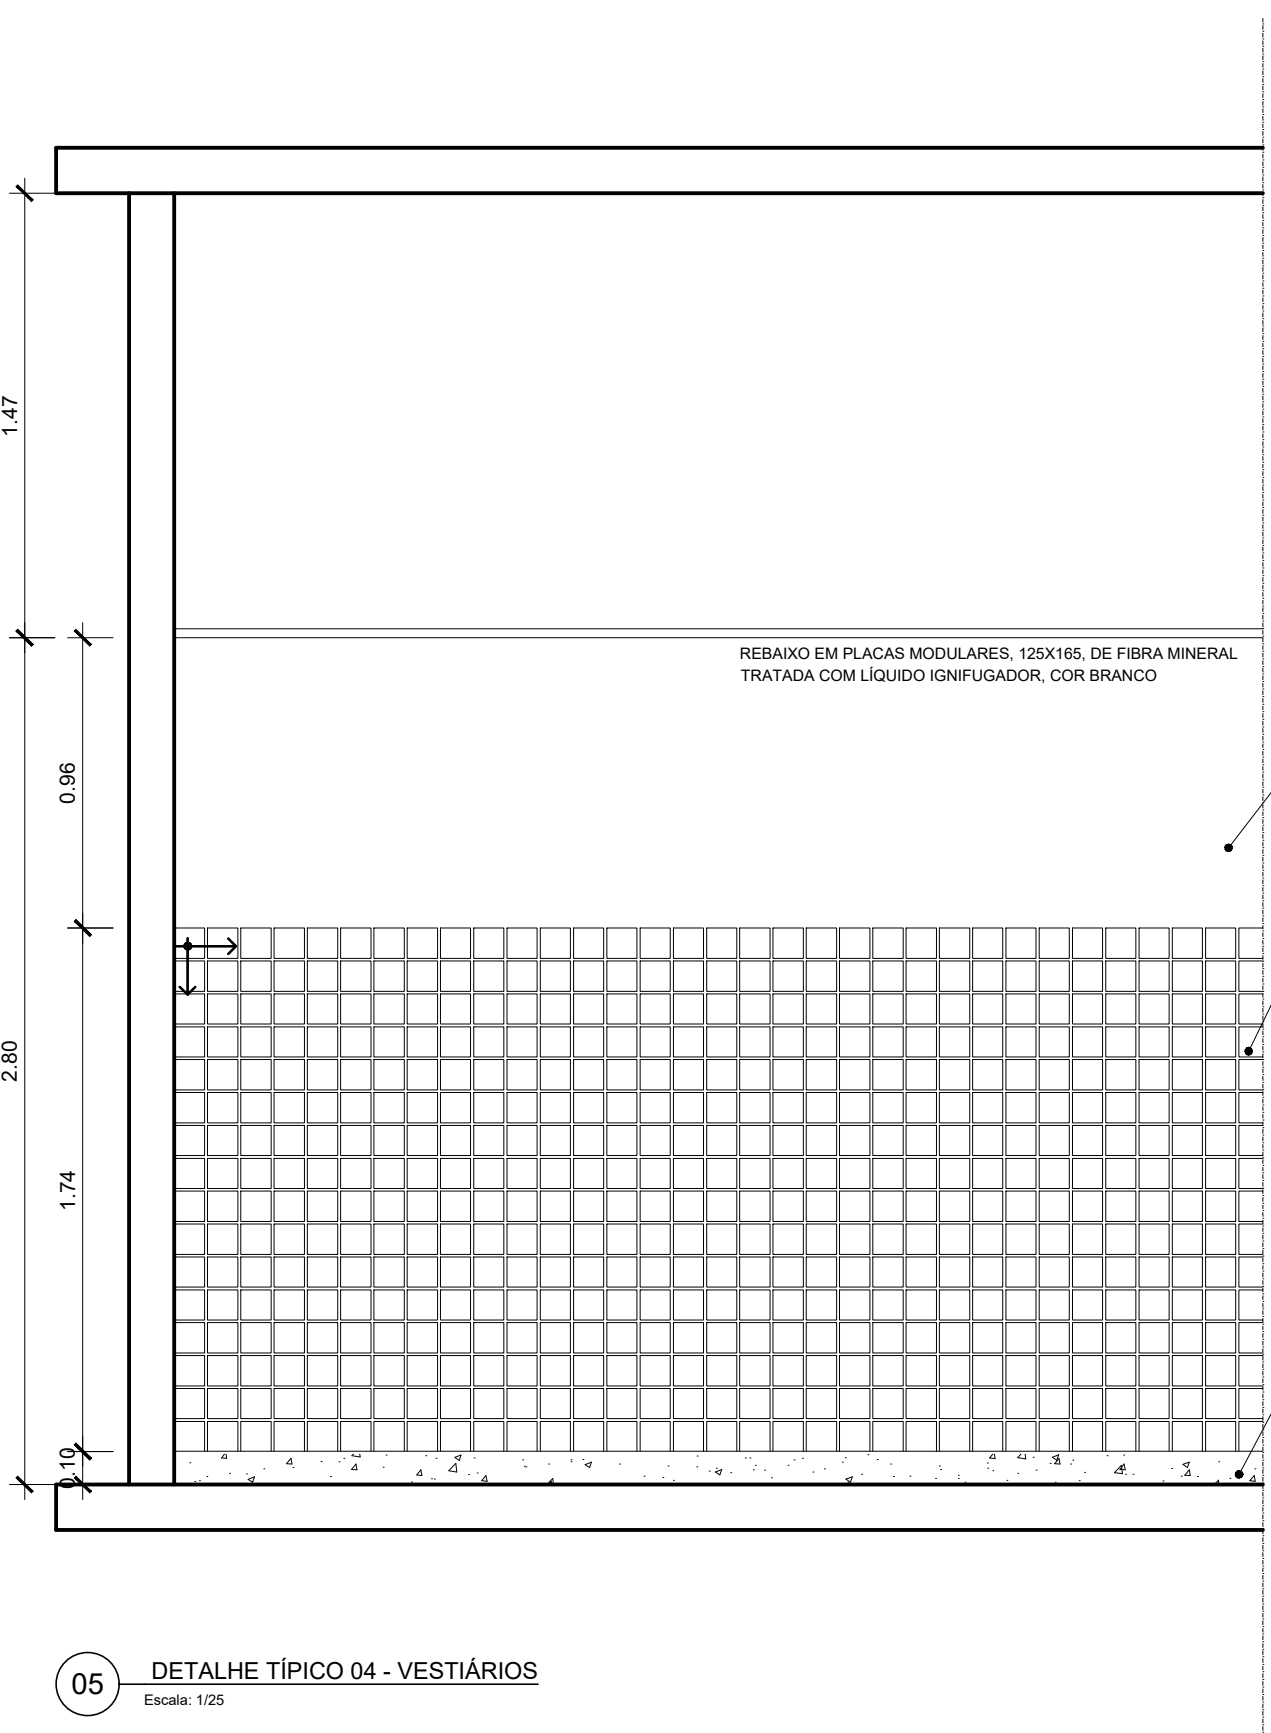 1.47
REBAIXO EM PLACAS MODULARES, 125X165, DE FIBRA MINERAL
TRATADA COM LÍQUIDO IGNIFUGADOR, COR BRANCO
0.96
2.80
1.74
0.10
05
DETALHE TÍPICO 04 - VESTIÁRIOS
Escala: 1/25